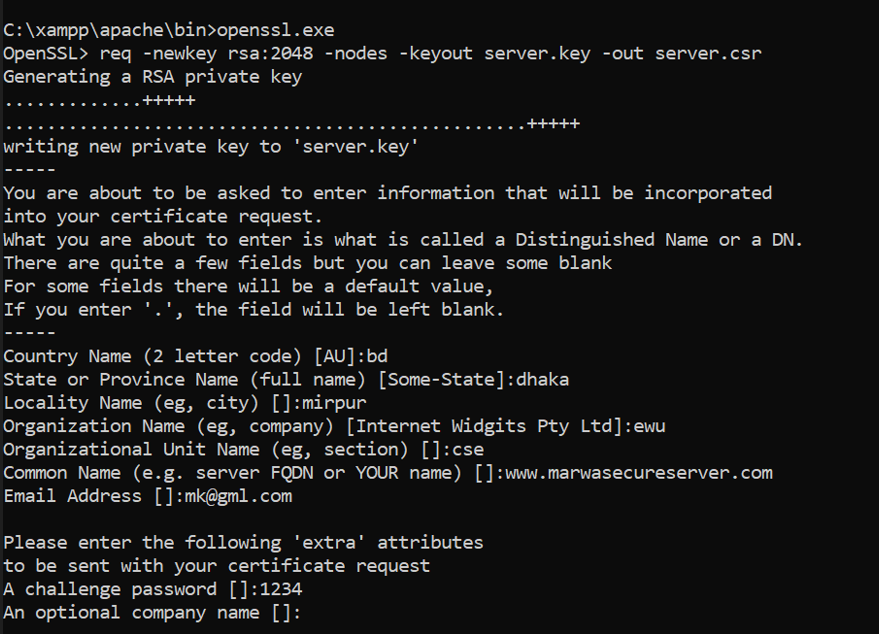 C:\xampp\apache\bin>openssl.exe
OpenSSL> req -newkey rsa:2048 -nodes -keyout server.key -out server.csr
Generating a RSA private key
.............+++++
.................................................+++++
writing new private key to 'server.key'
-----
You are about to be asked to enter information that will be incorporated
into your certificate request.
What you are about to enter is what is called a Distinguished Name or a DN.
There are quite a few fields but you can leave some blank
For some fields there will be a default value,
If you enter '.', the field will be left blank.
-----
Country Name (2 letter code) [AU]:bd
State or Province Name (full name) [Some-State]:dhaka
Locality Name (eg, city) []:mirpur
Organization Name (eg, company) [Internet Widgits Pty Ltd]:ewu
Organizational Unit Name (eg, section) []:cse
Common Name (e.g. server FQDN or YOUR name) []:www.marwasecureserver.com
Email Address []:mk@gml.com
Please enter the following 'extra' attributes
to be sent with your certificate request
A challenge password []:1234
An optional company name []: